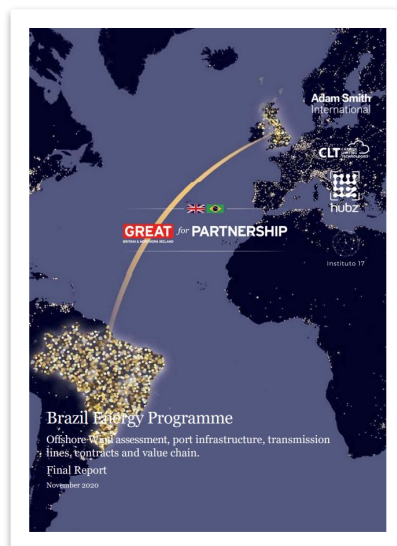 Adam Smith
International
CLT
hubz
GREAT for PARTNERSHIP
BRITAIN & NORTHERN IRELAND
Instituto 17
Brazil Energy Programme
Offshore Wind assessment, port infrastructure, transmission
lines, contracts and value chain.
Final Report
November 2020